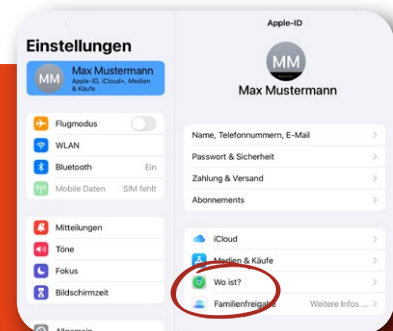 Einstellungen
MM
Max Mustermann
Apple-ID, iCloud+, Medien
& Käufe
Flugmodus
WLAN
Bluetooth Ein
Mobile Daten SIM fehlt
Mitteilungen
Töne
Fokus
Bildschirmzeit
Allgemein
Apple-ID
MM
Max Mustermann
Name, Telefonnummern, E-Mail
Passwort & Sicherheit
Zahlung & Versand
Abonnements
iCloud
Medien & Käufe
Wo ist?
Familienfreigabe Weitere Infos ...